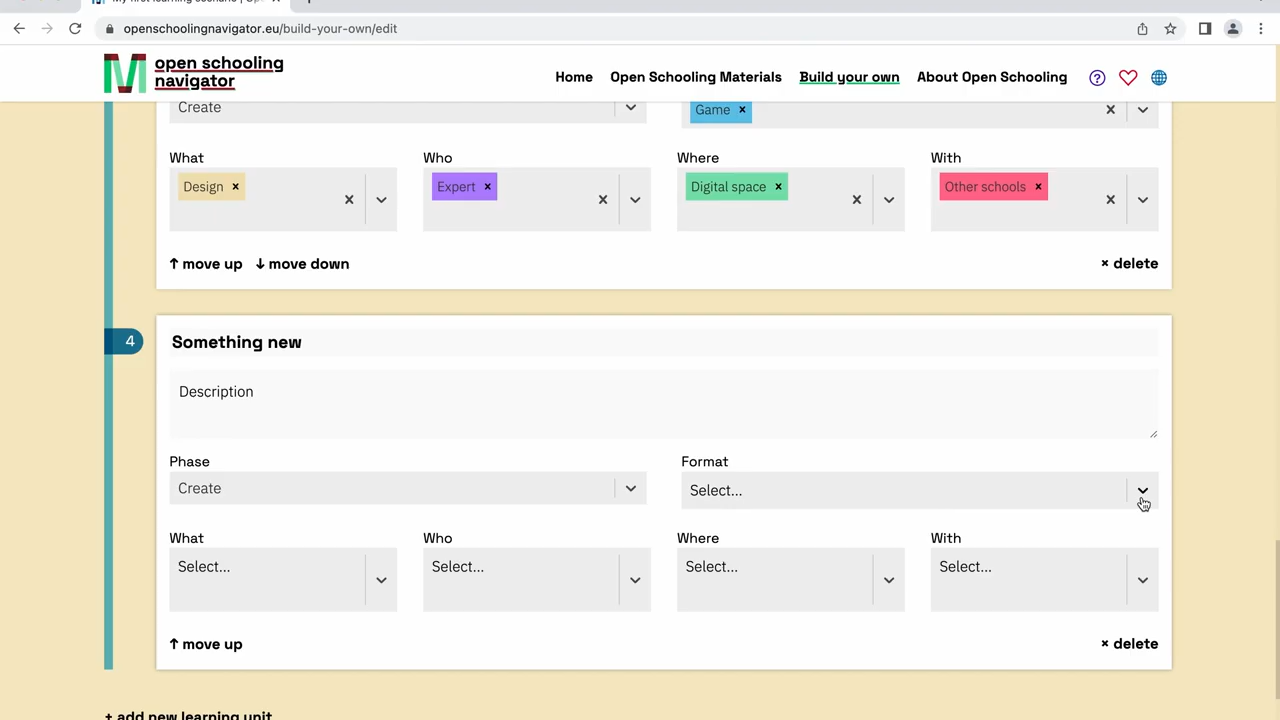 openschoolingnavigator.eu/build-your-own/edit
open schooling
navigator
Home Open Schooling Materials Build your own About Open Schooling ?
Create Game ×
What Who Where With
Design × Expert × Digital space × Other schools ×
↑ move up ↓ move down × delete
4 Something new
Description
Phase Format
Create Select...
What Who Where With
Select... Select... Select... Select...
↑ move up × delete
+ add new learning unit